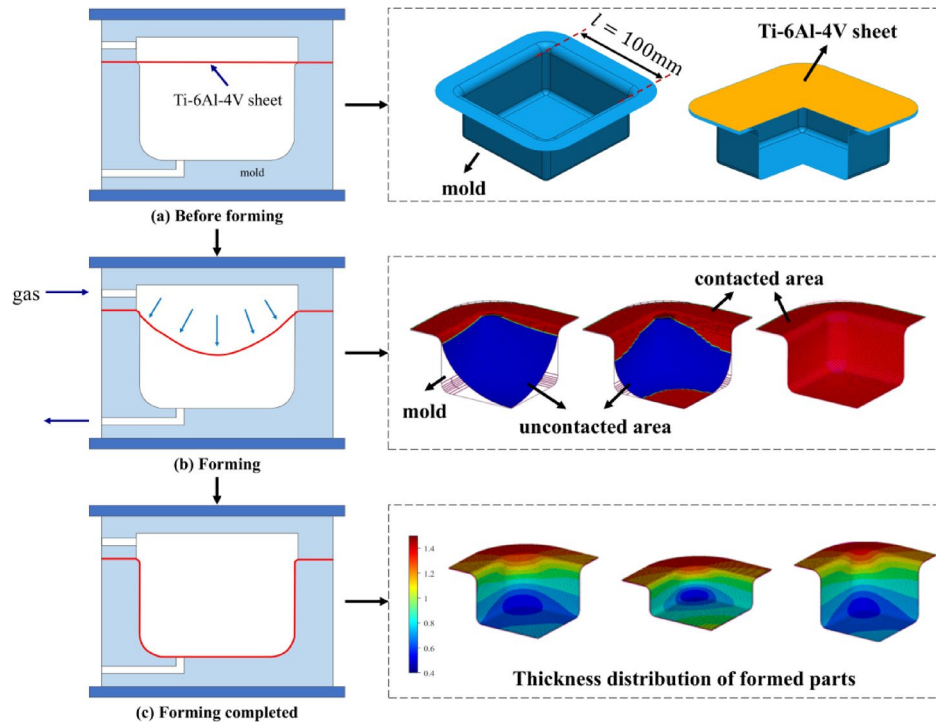 Ti-6Al-4V sheet
mold
(a) Before forming
l = 100mm
mold
Ti-6Al-4V sheet
gas
(b) Forming
contacted area
mold
uncontacted area
(c) Forming completed
1.4
1.2
1
0.8
0.6
0.4
Thickness distribution of formed parts